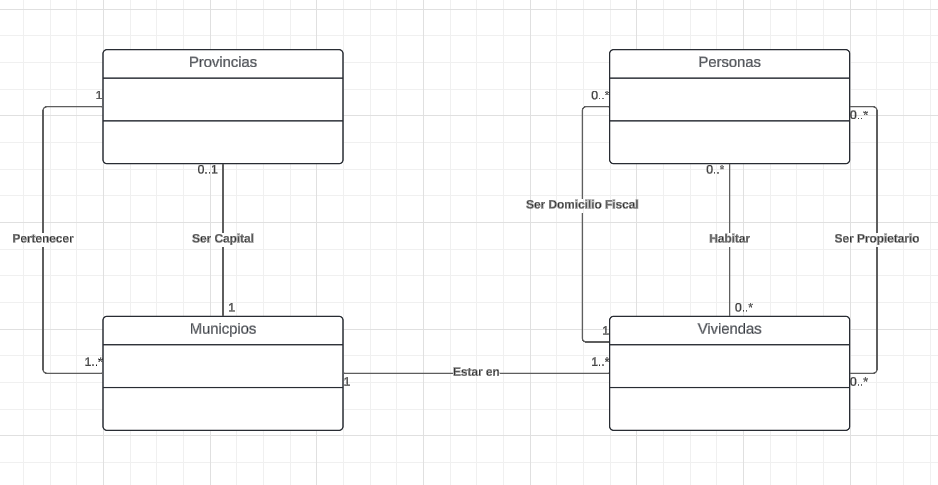 Provincias
Personas
1
0..*
0..*
0..1
0..*
Ser Domicilio Fiscal
Pertenecer
Ser Capital
Habitar
Ser Propietario
1
0..*
Municpios
Viviendas
1
1..*
1..*
Estar en
1
0..*